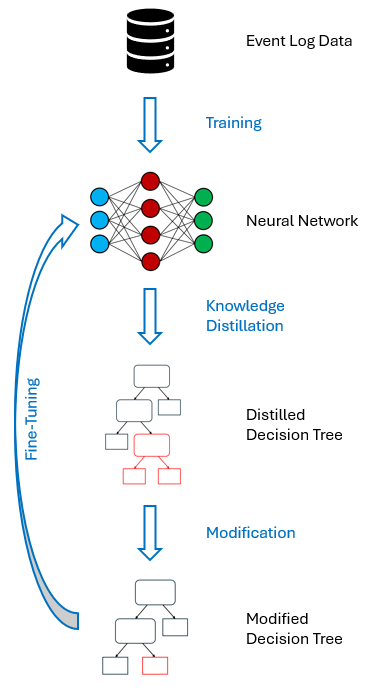 Event Log Data
Training
Neural Network
Knowledge
Distillation
Fine-Tuning
Distilled
Decision Tree
Modification
Modified
Decision Tree